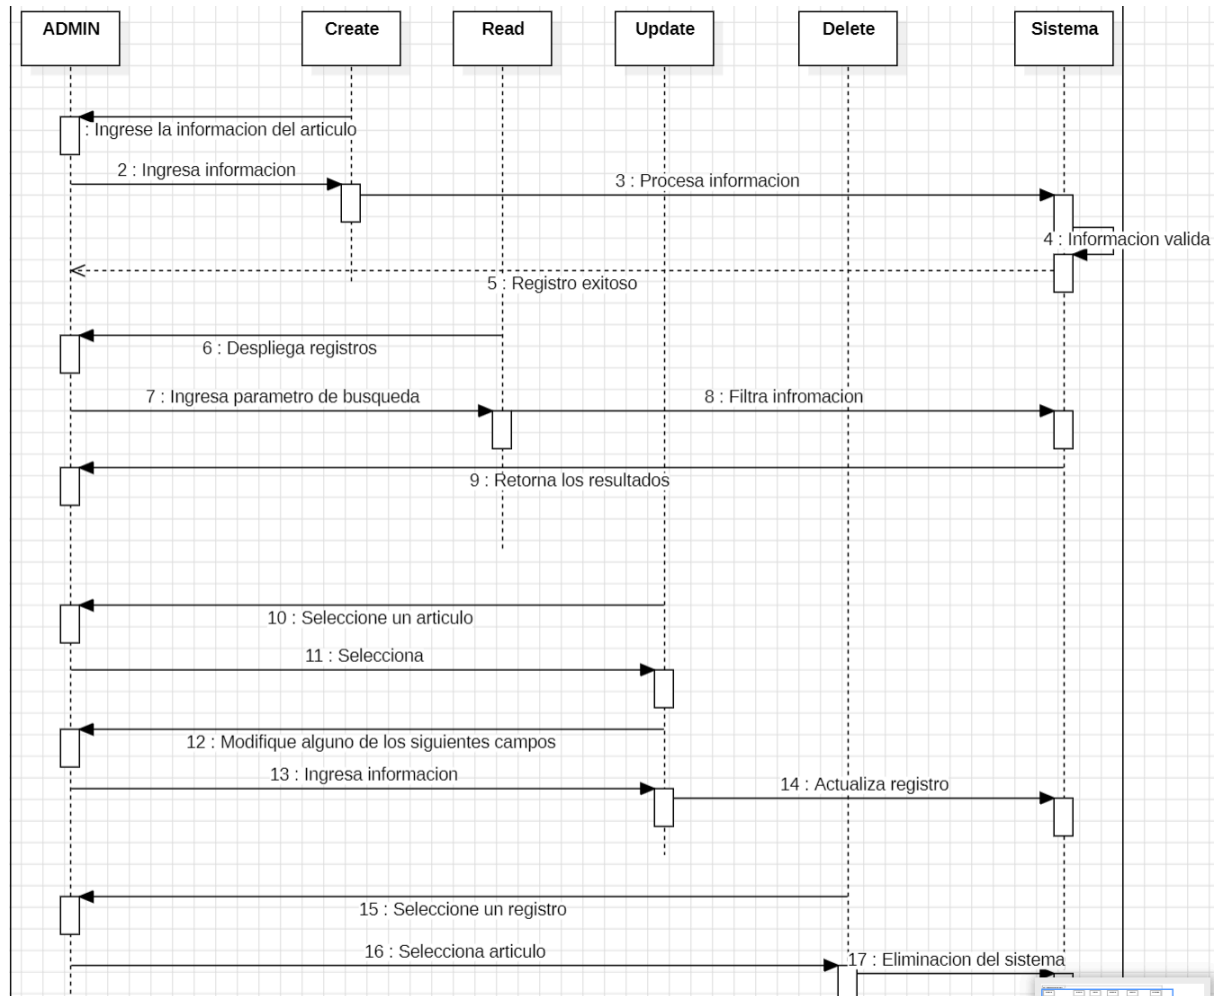 ADMIN
Create
Read
Update
Delete
Sistema
: Ingrese la informacion del articulo
2 : Ingresa informacion
3 : Procesa informacion
4 : Informacion valida
5 : Registro exitoso
6 : Despliega registros
7 : Ingresa parametro de busqueda
8 : Filtra infromacion
9 : Retorna los resultados
10 : Seleccione un articulo
11 : Selecciona
12 : Modifique alguno de los siguientes campos
13 : Ingresa informacion
14 : Actualiza registro
15 : Seleccione un registro
16 : Selecciona articulo
17 : Eliminacion del sistema